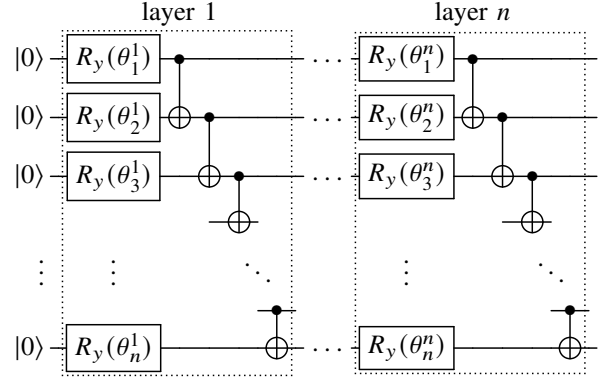 layer 1 layer n
|0⟩ R_y(θ_1^1) ... R_y(θ_1^n)
|0⟩ R_y(θ_2^1) ... R_y(θ_2^n)
|0⟩ R_y(θ_3^1) ... R_y(θ_3^n)
|0⟩ R_y(θ_n^1) ... R_y(θ_n^n)